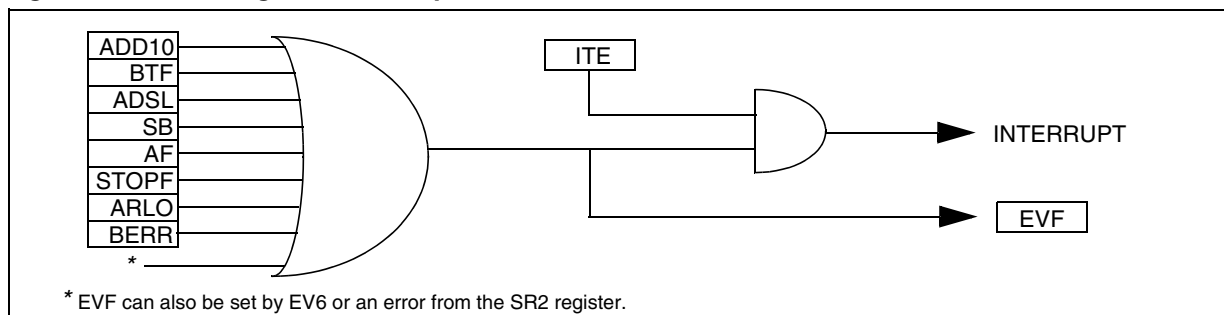 ADD10
BTF
ADSL
SB
AF
STOPF
ARLO
BERR
*
ITE
INTERRUPT
EVF
* EVF can also be set by EV6 or an error from the SR2 register.